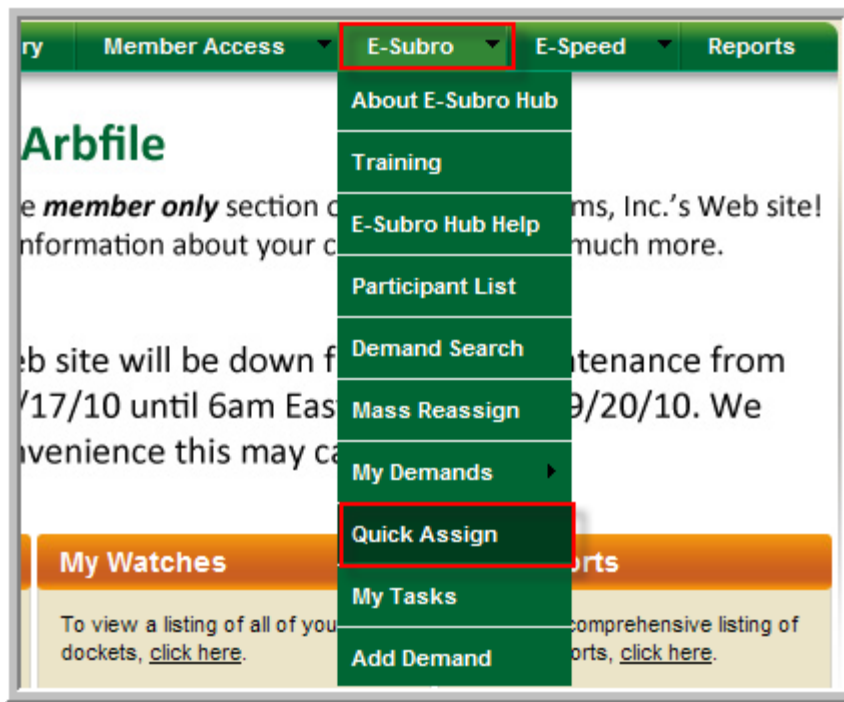 ry Member Access E-Subro E-Speed Reports
About E-Subro Hub
Training
E-Subro Hub Help
Participant List
Demand Search
Mass Reassign
My Demands
Quick Assign
My Tasks
Add Demand
Arbfile
e member only section ms, Inc.'s Web site!
nformation about your c much more.
eb site will be down f tenance from
/17/10 until 6am Eas 9/20/10. We
nvenience this may ca
My Watches orts
To view a listing of all of you comprehensive listing of
dockets, click here. orts, click here.